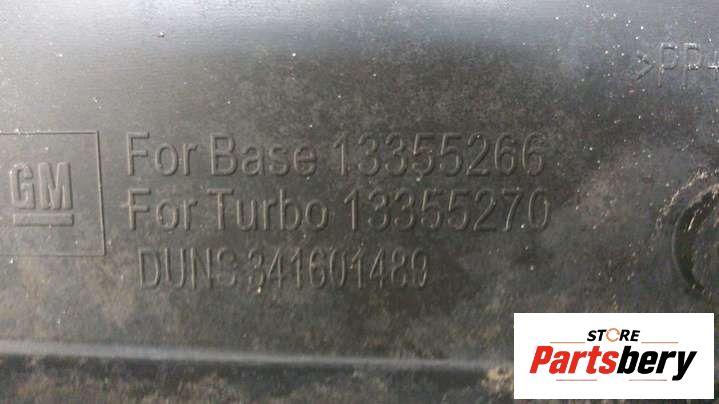 >PP+
GM
For Base 13355266
For Turbo 13355270
DUNS 341601489
STORE
Partsbery